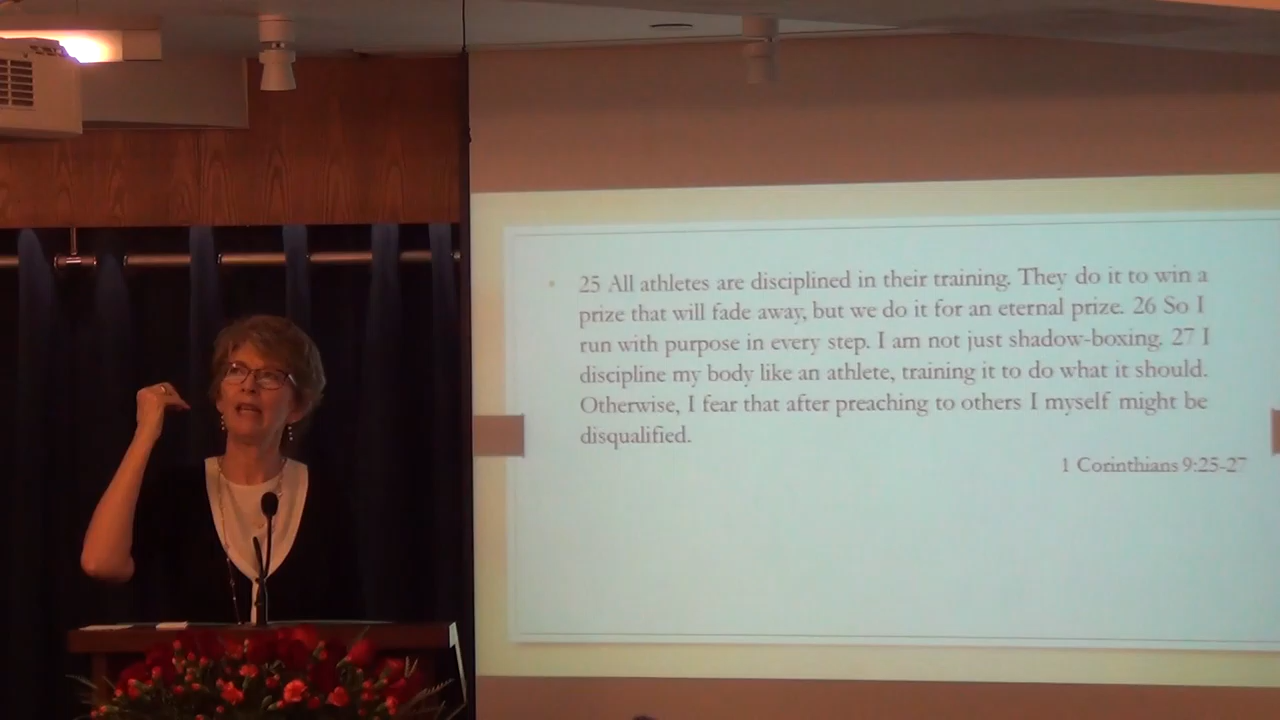 25 All athletes are disciplined in their training. They do it to win a
prize that will fade away, but we do it for an eternal prize. 26 So I
run with purpose in every step. I am not just shadow-boxing. 27 I
discipline my body like an athlete, training it to do what it should.
Otherwise, I fear that after preaching to others I myself might be
disqualified.
1 Corinthians 9:25-27